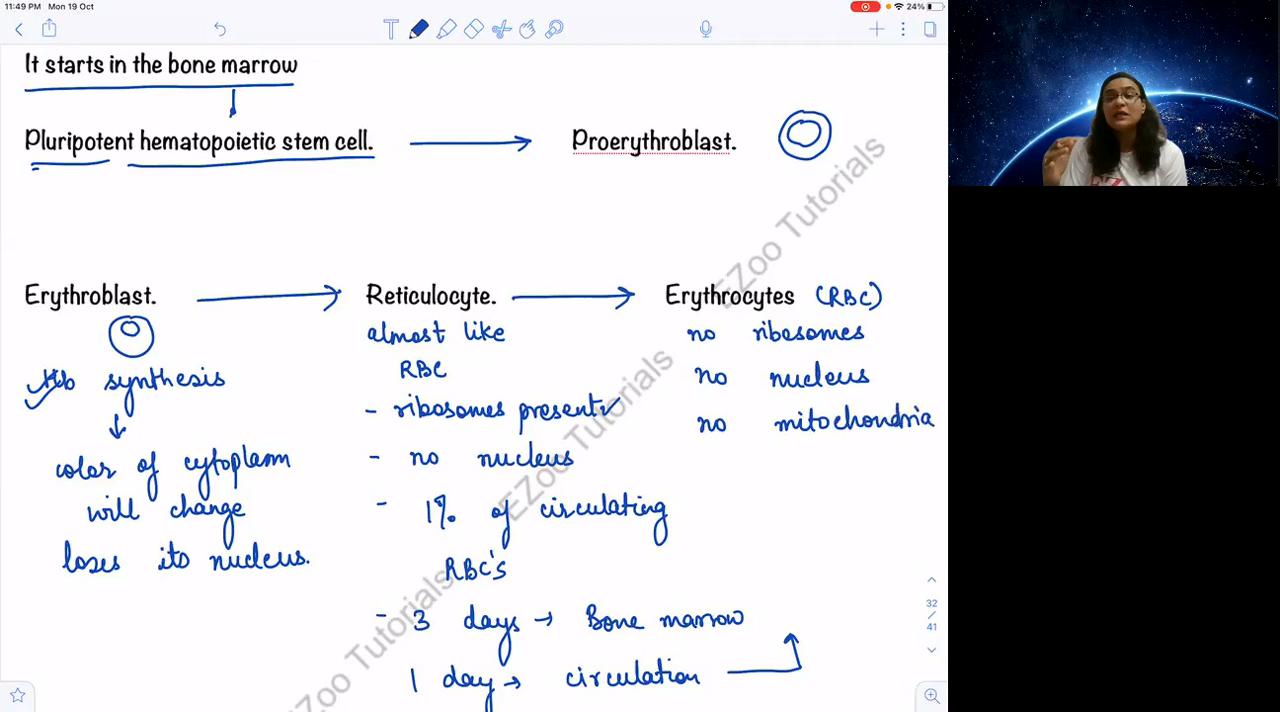 11:49 PM Mon 19 Oct
24%
It starts in the bone marrow
Pluripotent hematopoietic stem cell. Proerythroblast.
Erythroblast. Reticulocyte. Erythrocytes (RBC)
almost like no ribosomes
RBC
Hb synthesis no nucleus
- ribosomes present no mitochondria
color of cytoplasm - no nucleus
will change - 1% of circulating
loses its nucleus. RBC's
- 3 days → Bone marrow
1 day → circulation
32
/
41
EZoo Tutorials
EZoo Tutorials
EZoo Tutorials